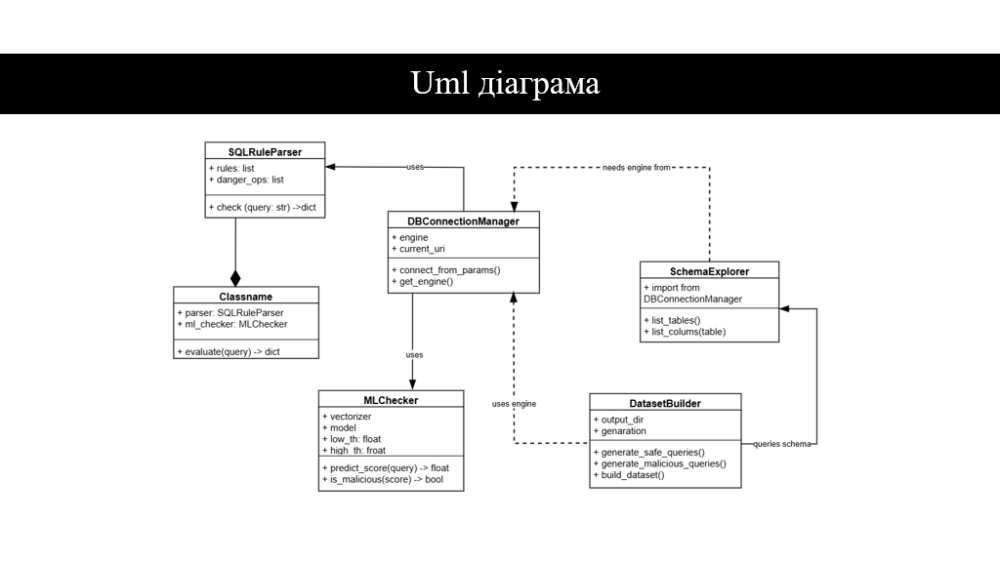 Uml діаграма
SQLRuleParser
+ rules: list
+ danger_ops: list
+ check (query: str) ->dict
uses
needs engine from
DBConnectionManager
+ engine
+ current_uri
+ connect_from_params()
+ get_engine()
SchemaExplorer
+ import from
DBConnectionManager
+ list_tables()
+ list_colums(table)
Classname
+ parser: SQLRuleParser
+ ml_checker: MLChecker
+ evaluate(query) -> dict
uses
MLChecker
+ vectorizer
+ model
+ low_th: float
+ high_th: froat
+ predict_score(query) -> float
+ is_malicious(score) -> bool
uses engine
DatasetBuilder
+ output_dir
+ genaration
+ generate_safe_queries()
+ generate_malicious_queries()
+ build_dataset()
queries schema